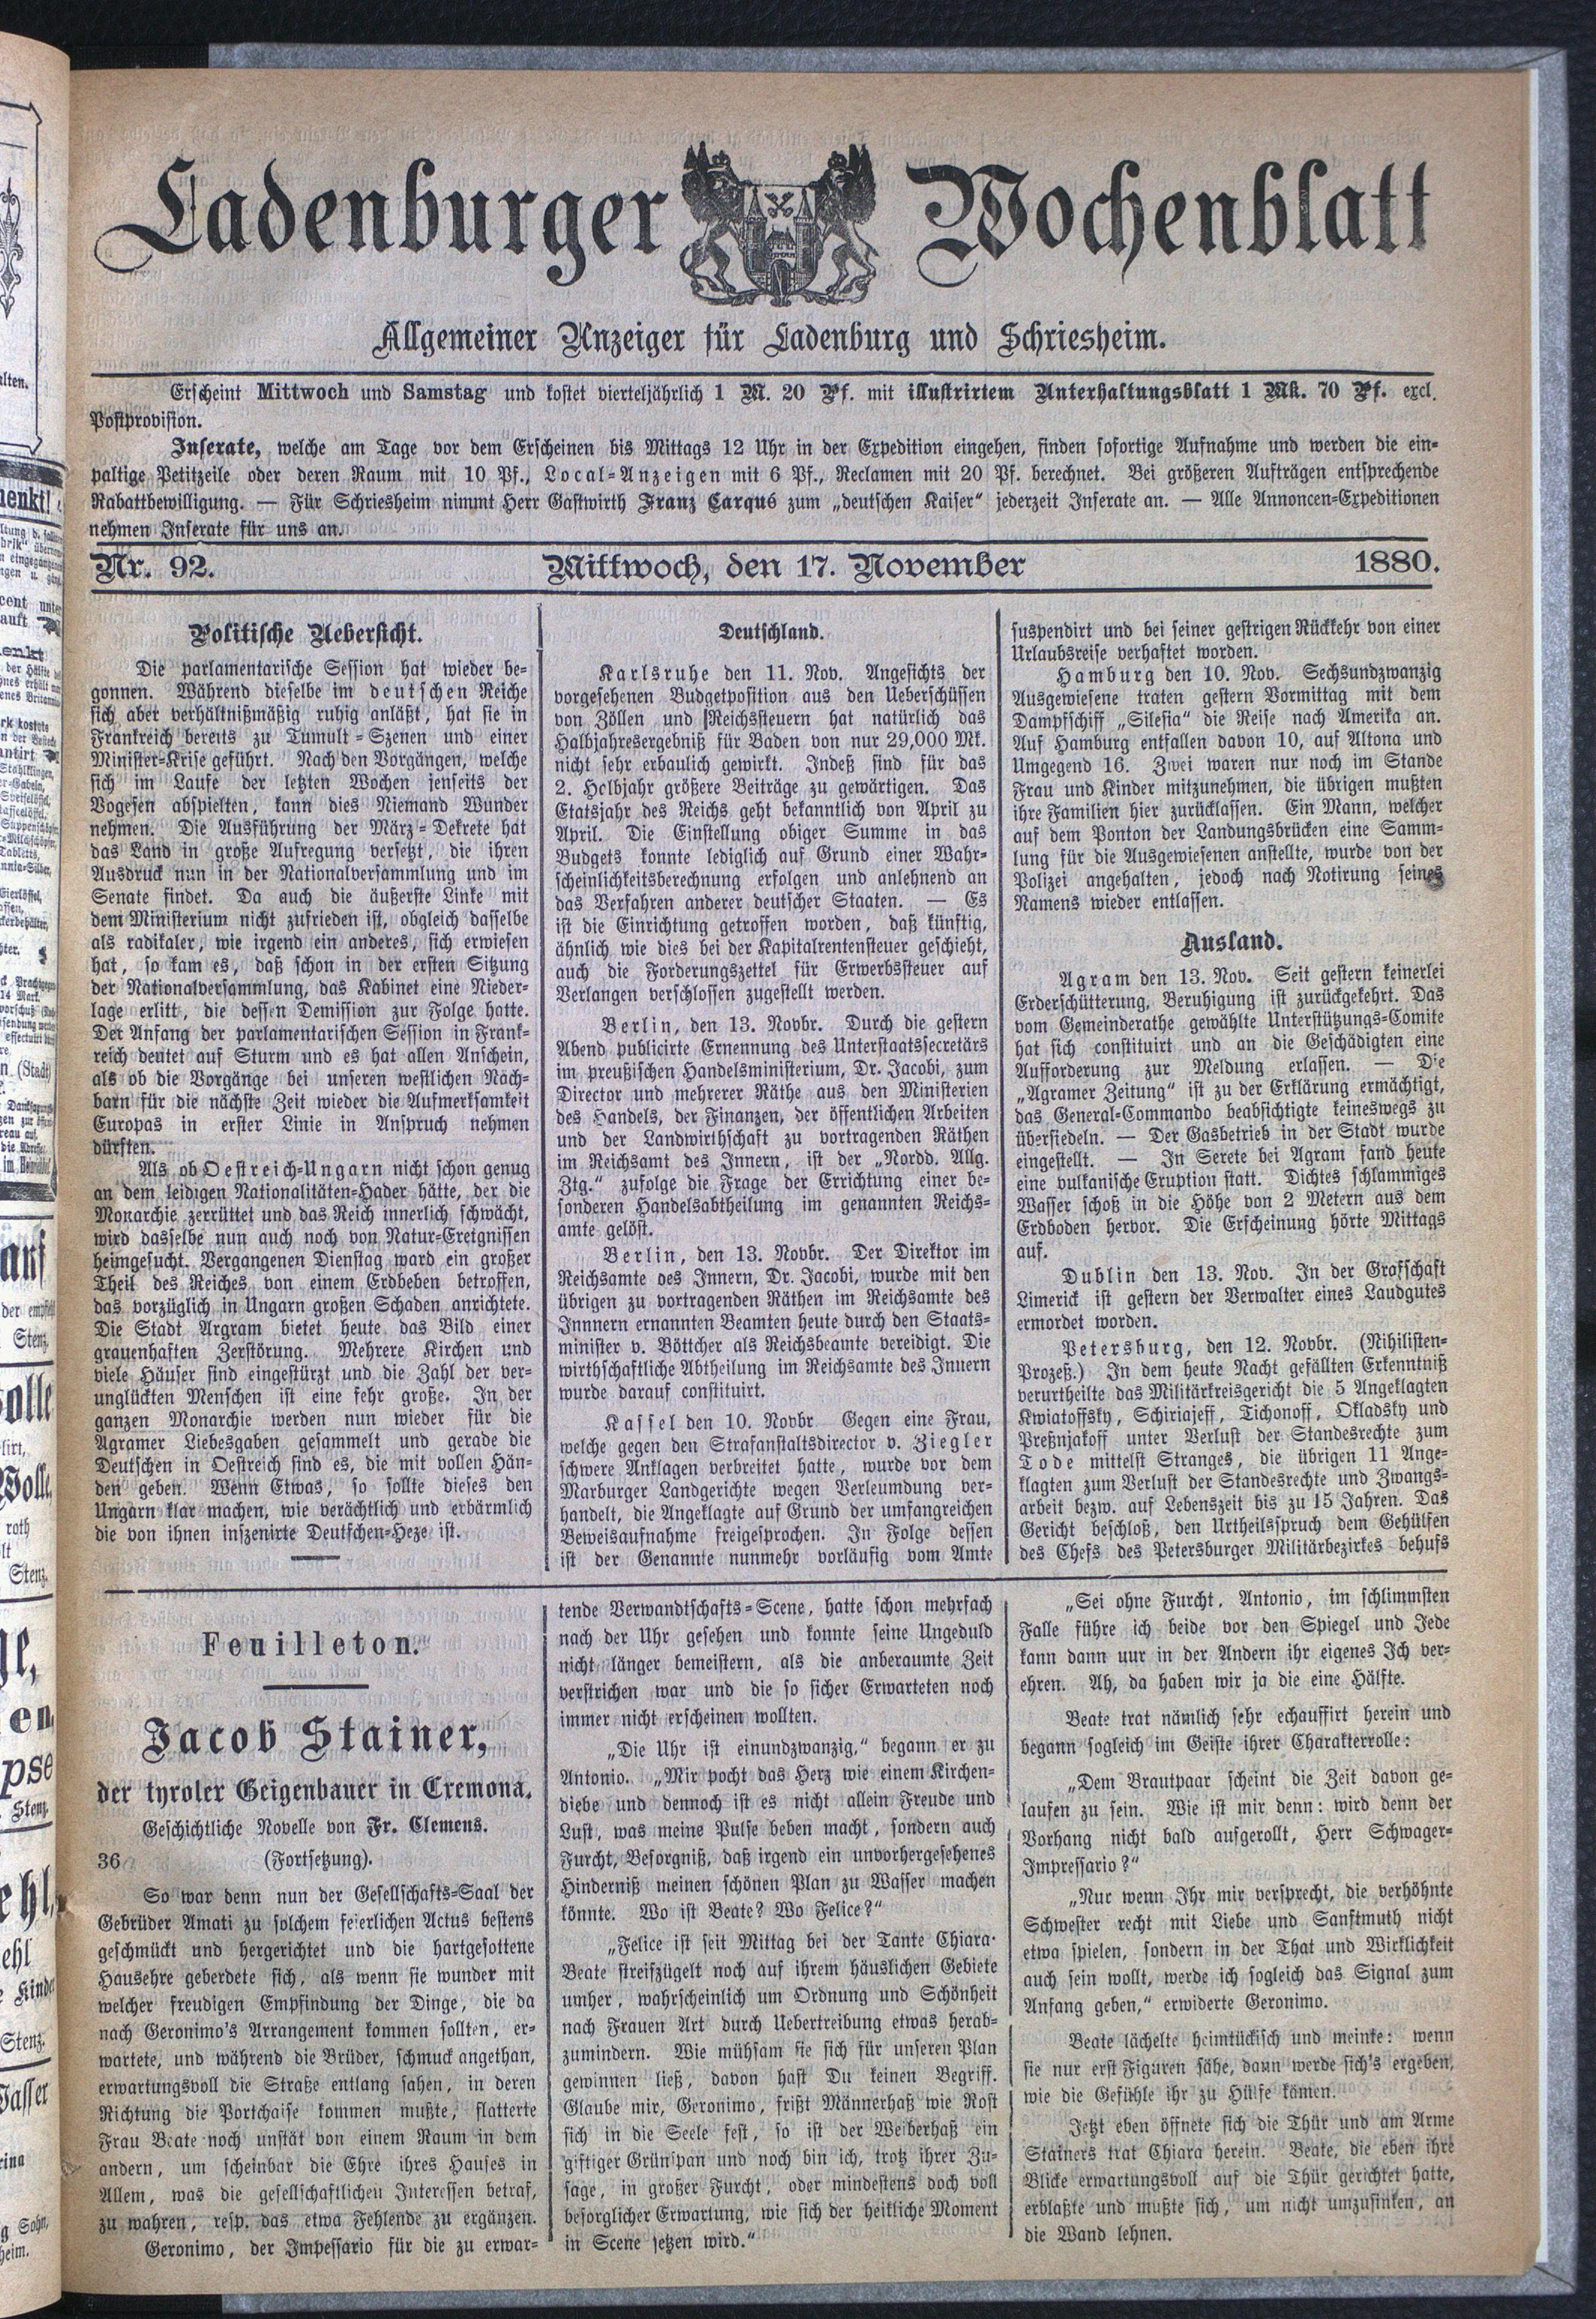 Ladenburger Wochenblatt
Allgemeiner Anzeiger für Ladenburg und Schriesheim.
Erscheint Mittwoch und Samstag und kostet vierteljährlich 1 M. 20 Pf. mit illustrirtem Unterhaltungsblatt 1 Mk. 70 Pf. excl.
Postprovision.
Inserate, welche am Tage vor dem Erscheinen bis Mittags 12 Uhr in der Expedition eingehen, finden sofortige Aufnahme und werden die ein-
paltige Petitzeile oder deren Raum mit 10 Pf., Local-Anzeigen mit 6 Pf., Reclamen mit 20 Pf. berechnet. Bei größeren Aufträgen entsprechende
Rabattbewilligung. — Für Schriesheim nimmt Herr Gastwirth Franz Carqué zum „deutschen Kaiser“ jederzeit Inserate an. — Alle Annoncen-Expeditionen
nehmen Inserate für uns an.
Nr. 92. Mittwoch, den 17. November 1880.
Politische Uebersicht.
Die parlamentarische Session hat wieder be-
gonnen. Während dieselbe im deutschen Reiche
sich aber verhältnißmäßig ruhig anläßt, hat sie in
Frankreich bereits zu Tumult-Szenen und einer
Minister-Krise geführt. Nach den Vorgängen, welche
sich im Laufe der letzten Wochen jenseits der
Vogesen abspielten, kann dies Niemand Wunder
nehmen. Die Ausführung der März-Dekrete hat
das Land in große Aufregung versetzt, die ihren
Ausdruck nun in der Nationalversammlung und im
Senate findet. Da auch die äußerste Linke mit
dem Ministerium nicht zufrieden ist, obgleich dasselbe
als radikaler, wie irgend ein anderes, sich erwiesen
hat, so kam es, daß schon in der ersten Sitzung
der Nationalversammlung, das Kabinet eine Nieder-
lage erlitt, die dessen Demission zur Folge hatte.
Der Anfang der parlamentarischen Session in Frank-
reich deutet auf Sturm und es hat allen Anschein,
als ob die Vorgänge bei unseren westlichen Nach-
barn für die nächste Zeit wieder die Aufmerksamkeit
Europas in erster Linie in Anspruch nehmen
dürften.
Als ob Oestreich-Ungarn nicht schon genug
an dem leidigen Nationalitäten-Hader hätte, der die
Monarchie zerrüttet und das Reich innerlich schwächt,
wird dasselbe nun auch noch von Natur-Ereignissen
heimgesucht. Vergangenen Dienstag ward ein großer
Theil des Reiches von einem Erdbeben betroffen,
das vorzüglich in Ungarn großen Schaden anrichtete.
Die Stadt Argram bietet heute das Bild einer
grauenhaften Zerstörung. Mehrere Kirchen und
viele Häuser sind eingestürzt und die Zahl der ver-
unglückten Menschen ist eine sehr große. In der
ganzen Monarchie werden nun wieder für die
Agramer Liebesgaben gesammelt und gerade die
Deutschen in Oestreich sind es, die mit vollen Hän-
den geben. Wenn Etwas, so sollte dieses den
Ungarn klar machen, wie verächtlich und erbärmlich
die von ihnen inszenirte Deutschen-Heze ist.
Deutschland.
Karlsruhe den 11. Nov. Angesichts der
vorgesehenen Budgetposition aus den Ueberschüssen
von Zöllen und Reichssteuern hat natürlich das
Halbjahresergebniß für Baden von nur 29,000 Mk.
nicht sehr erbaulich gewirkt. Indeß sind für das
2. Holbjahr größere Beiträge zu gewärtigen. Das
Etatsjahr des Reichs geht bekanntlich von April zu
April. Die Einstellung obiger Summe in das
Budgets konnte lediglich auf Grund einer Wahr-
scheinlichkeitsberechnung erfolgen und anlehnend an
das Verfahren anderer deutscher Staaten. — Es
ist die Einrichtung getroffen worden, daß künftig,
ähnlich wie dies bei der Kapitalrentensteuer geschieht,
auch die Forderungszettel für Erwerbssteuer auf
Verlangen verschlossen zugestellt werden.
Berlin, den 13. Novbr. Durch die gestern
Abend publicirte Ernennung des Unterstaatssecretärs
im preußischen Handelsministerium, Dr. Jacobi, zum
Director und mehrerer Räthe aus den Ministerien
des Handels, der Finanzen, der öffentlichen Arbeiten
und der Landwirthschaft zu vortragenden Räthen
im Reichsamt des Innern, ist der „Nordd. Allg.
Ztg.“ zufolge die Frage der Errichtung einer be-
sonderen Handelsabtheilung im genannten Reichs-
amte gelöst.
Berlin, den 13. Novbr. Der Direktor im
Reichsamte des Innern, Dr. Jacobi, wurde mit den
übrigen zu vortragenden Räthen im Reichsamte des
Innnern ernannten Beamten heute durch den Staats-
minister v. Böttcher als Reichsbeamte vereidigt. Die
wirthschaftliche Abtheilung im Reichsamte des Innern
wurde darauf constituirt.
Kassel den 10. Novbr Gegen eine Frau,
welche gegen den Strafanstaltsdirector v. Ziegler
schwere Anklagen verbreitet hatte, wurde vor dem
Marburger Landgerichte wegen Verleumdung ver-
handelt, die Angeklagte auf Grund der umfangreichen
Beweisaufnahme freigesprochen. In Folge dessen
ist der Genannte nunmehr vorläufig vom Amte
suspendirt und bei seiner gestrigen Rückkehr von einer
Urlaubsreise verhaftet worden.
Hamburg den 10. Nov. Sechsundzwanzig
Ausgewiesene traten gestern Vormittag mit dem
Dampfschiff „Silesia“ die Reise nach Amerika an.
Auf Hamburg entfallen davon 10, auf Altona und
Umgegend 16. Zwei waren nur noch im Stande
Frau und Kinder mitzunehmen, die übrigen mußten
ihre Familien hier zurücklassen. Ein Mann, welcher
auf dem Ponton der Landungsbrücken eine Samm-
lung für die Ausgewiesenen anstellte, wurde von der
Polizei angehalten, jedoch nach Notirung seines
Namens wieder entlassen.
Ausland.
Agram den 13. Nov. Seit gestern keinerlei
Erderschütterung, Beruhigung ist zurückgekehrt. Das
vom Gemeinderathe gewählte Unterstützungs-Comite
hat sich constituirt und an die Geschädigten eine
Aufforderung zur Meldung erlassen. — Die
„Agramer Zeitung“ ist zu der Erklärung ermächtigt,
das General-Commando beabsichtigte keineswegs zu
übersiedeln. — Der Gasbetrieb in der Stadt wurde
eingestellt. — In Serete bei Agram fand heute
eine vulkanische Eruption statt. Dichtes schlammiges
Wasser schoß in die Höhe von 2 Metern aus dem
Erdboden hervor. Die Erscheinung hörte Mittags
auf.
Dublin den 13. Nov. In der Grafschaft
Limerick ist gestern der Verwalter eines Laudgutes
ermordet worden.
Petersburg, den 12. Novbr. (Nihilisten-
Prozeß.) In dem heute Nacht gefällten Erkenntniß
verurtheilte das Militärkreisgericht die 5 Angeklagten
Kwiatoffsky, Schiriajeff, Tichonoff, Okladsky und
Preßnjakoff unter Verlust der Standesrechte zum
Tode mittelst Stranges, die übrigen 11 Ange-
klagten zum Verlust der Standesrechte und Zwangs-
arbeit bezw. auf Lebenszeit bis zu 15 Jahren. Das
Gericht beschloß, den Urtheilsspruch dem Gehülfen
des Chefs des Petersburger Militärbezirkes behufs
Feuilleton.
Jacob Stainer,
der tyroler Geigenbauer in Cremona.
Geschichtliche Novelle von Fr. Clemens.
36 (Fortsetzung).
So war denn nun der Gesellschafts-Saal der
Gebrüder Amati zu solchem feierlichen Actus bestens
geschmückt und hergerichtet und die hartgesottene
Hausehre geberdete sich, als wenn sie wunder mit
welcher freudigen Empfindung der Dinge, die da
nach Geronimo's Arrangement kommen sollten, er-
wartete, und während die Brüder, schmuck angethan,
erwartungsvoll die Straße entlang sahen, in deren
Richtung die Portchaise kommen mußte, flatterte
Frau Beate noch unstät von einem Raum in dem
andern, um scheinbar die Ehre ihres Hauses in
Allem, was die gesellschaftlichen Interessen betraf,
zu wahren, resp. das etwa Fehlende zu ergänzen.
Geronimo, der Impessario für die zu erwar-
tende Verwandtschafts-Scene, hatte schon mehrfach
nach der Uhr gesehen und konnte seine Ungeduld
nicht länger bemeistern, als die anberaumte Zeit
verstrichen war und die so sicher Erwarteten noch
immer nicht erscheinen wollten.
„Die Uhr ist einundzwanzig,“ begann er zu
Antonio. „Mir pocht das Herz wie einem Kirchen-
diebe und dennoch ist es nicht allein Freude und
Lust, was meine Pulse beben macht, sondern auch
Furcht, Besorgniß, daß irgend ein unvorhergesehenes
Hinderniß meinen schönen Plan zu Wasser machen
könnte. Wo ist Beate? Wo Felice?“
„Felice ist seit Mittag bei der Tante Chiara.
Beate streifzügelt noch auf ihrem häuslichen Gebiete
umher, wahrscheinlich um Ordnung und Schönheit
nach Frauen Art durch Uebertreibung etwas herab-
zumindern. Wie mühsam sie sich für unseren Plan
gewinnen ließ, davon hast Du keinen Begriff.
Glaube mir, Geronimo, frißt Männerhaß wie Rost
sich in die Seele fest, so ist der Weiberhaß ein
giftiger Grünspan und noch bin ich, trotz ihrer Zu-
sage, in großer Furcht, oder mindestens doch voll
besorglicher Erwartung, wie sich der heikliche Moment
in Scene setzen wird.“
„Sei ohne Furcht, Antonio, im schlimmsten
Falle führe ich beide vor den Spiegel und Jede
kann dann uur in der Andern ihr eigenes Ich ver-
ehren. Ah, da haben wir ja die eine Hälfte.
Beate trat nämlich sehr echauffirt herein und
begann sogleich im Geiste ihrer Charakterrolle:
„Dem Brautpaar scheint die Zeit davon ge-
laufen zu sein. Wie ist mir denn: wird denn der
Vorhang nicht bald aufgerollt, Herr Schwager-
Impressario?“
„Nur wenn Ihr mir versprecht, die verhöhnte
Schwester recht mit Liebe und Sanftmuth nicht
etwa spielen, sondern in der That und Wirklichkeit
auch sein wollt, werde ich sogleich das Signal zum
Anfang geben,“ erwiderte Geronimo.
Beate lächelte heimtückisch und meinte: wenn
sie nur erst Figuren sähe, dann werde sich's ergeben,
wie die Gefühle ihr zu Hülfe kämen.
Jetzt eben öffnete sich die Thür und am Arme
Stainers trat Chiara herein. Beate, die eben ihre
Blicke erwartungsvoll auf die Thür gerichtet hatte,
erblaßte und mußte sich, um nicht umzusinken, an
die Wand lehnen.